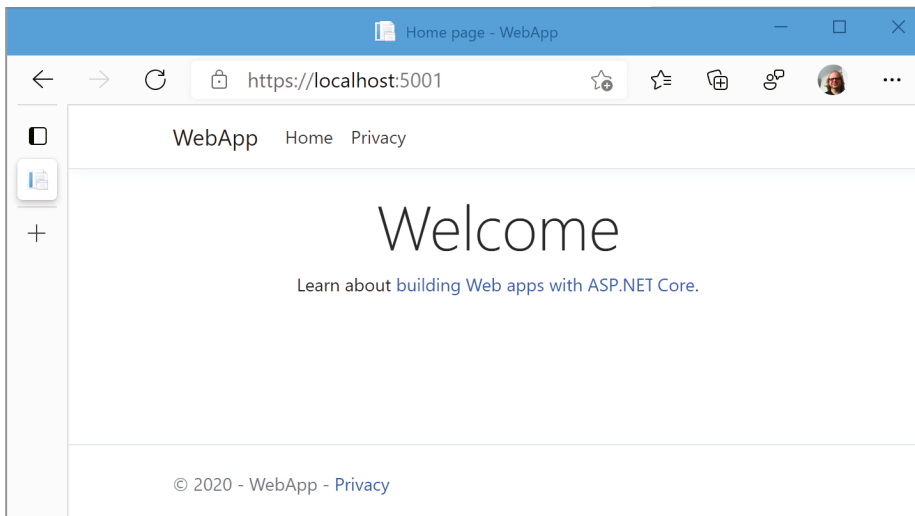 Home page - WebApp
https://localhost:5001
WebApp Home Privacy
Welcome
Learn about building Web apps with ASP.NET Core.
© 2020 - WebApp - Privacy